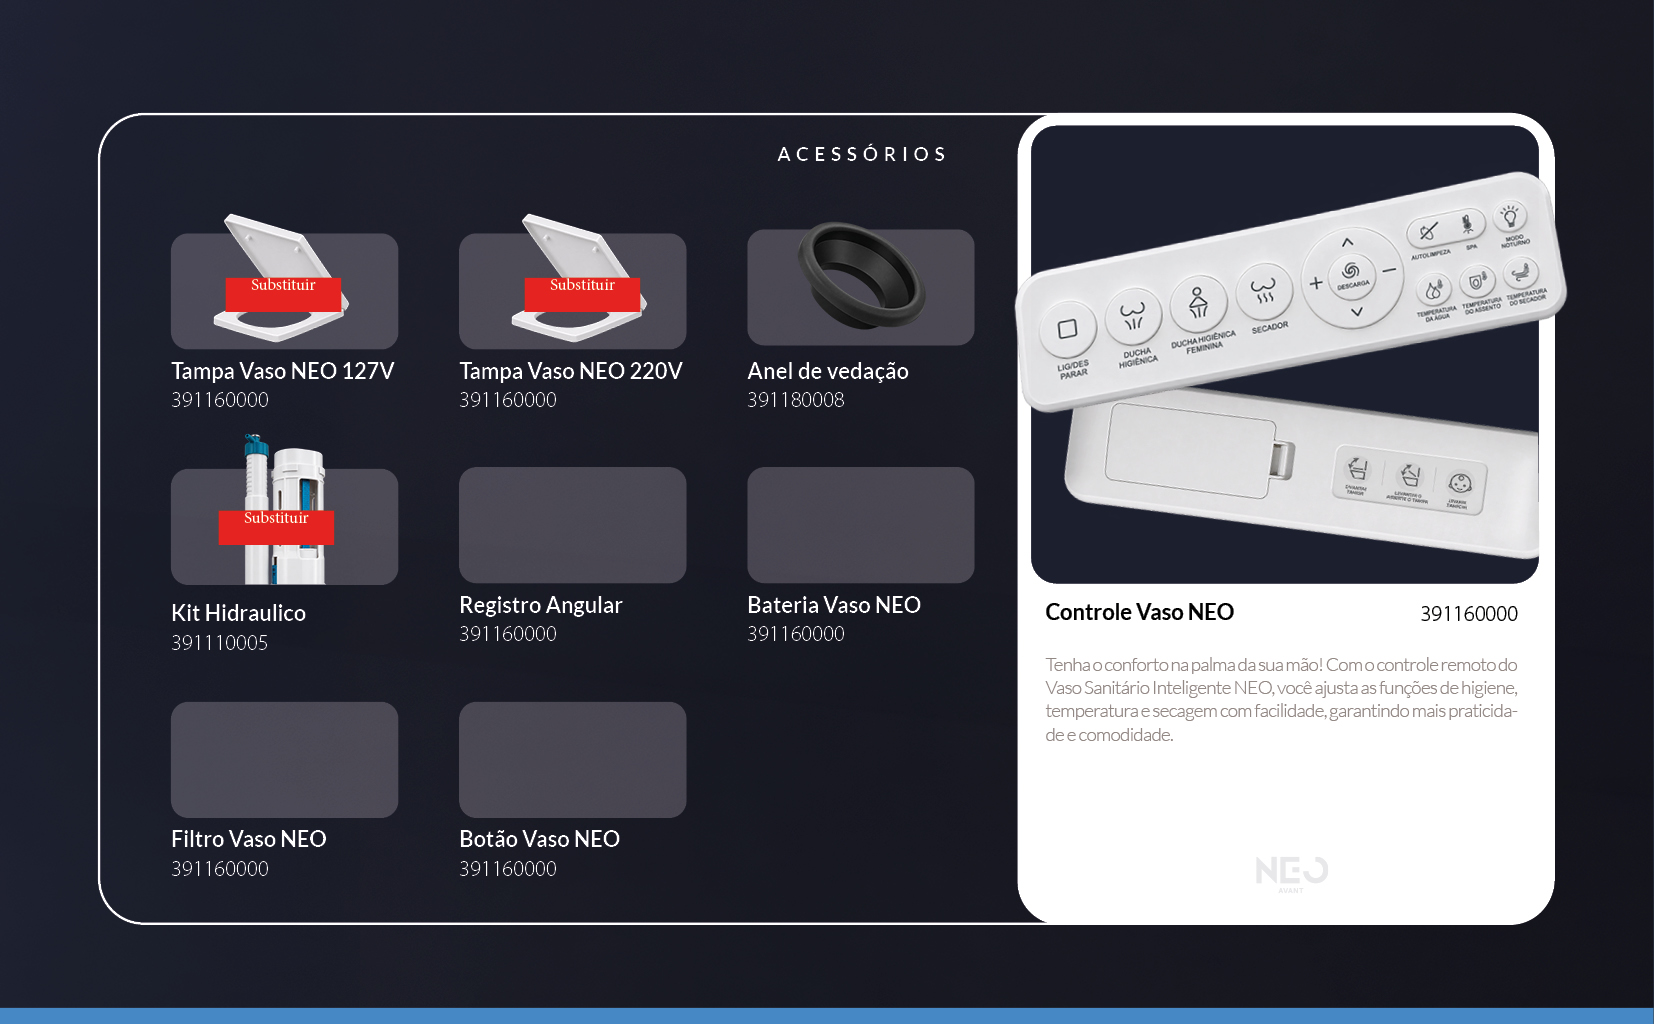 ACESSÓRIOS
Substituir
Tampa Vaso NEO 127V
391160000
Substituir
Tampa Vaso NEO 220V
391160000
Anel de vedação
391180008
Substituir
Kit Hidraulico
391110005
Registro Angular
391160000
Bateria Vaso NEO
391160000
Filtro Vaso NEO
391160000
Botão Vaso NEO
391160000
LIG/DES
PARAR
DUCHA
HIGIÊNICA
DUCHA HIGIÊNICA
FEMININA
SECADOR
DESCARGA
AUTOLIMPEZA
SPA
MODO
NOTURNO
TEMPERATURA
DA ÁGUA
TEMPERATURA
DO ASSENTO
TEMPERATURA
DO SECADOR
Controle Vaso NEO
391160000
Tenha o conforto na palma da sua mão! Com o controle remoto do
Vaso Sanitário Inteligente NEO, você ajusta as funções de higiene,
temperatura e secagem com facilidade, garantindo mais praticida-
de e comodidade.
NEO
AVANT